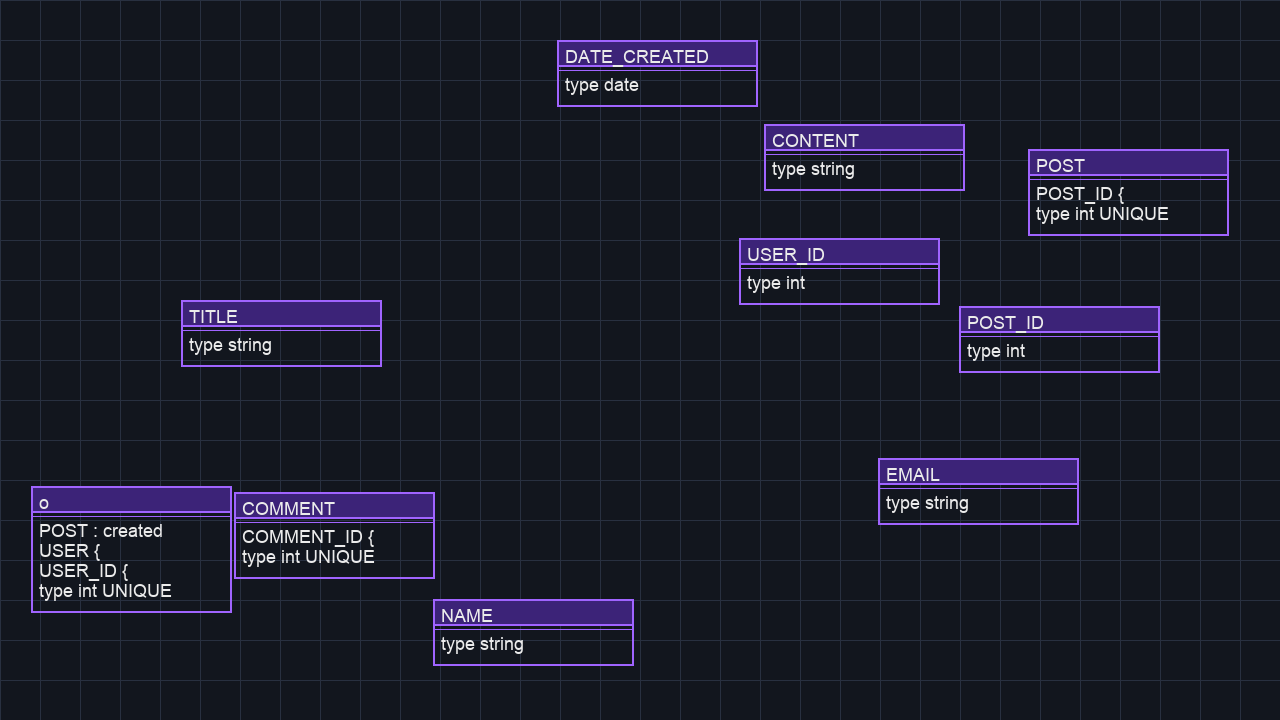 DATE_CREATED
type date
CONTENT
type string
POST
POST_ID {
type int UNIQUE
USER_ID
type int
TITLE
type string
POST_ID
type int
EMAIL
type string
o
POST : created
USER {
USER_ID {
type int UNIQUE
COMMENT
COMMENT_ID {
type int UNIQUE
NAME
type string